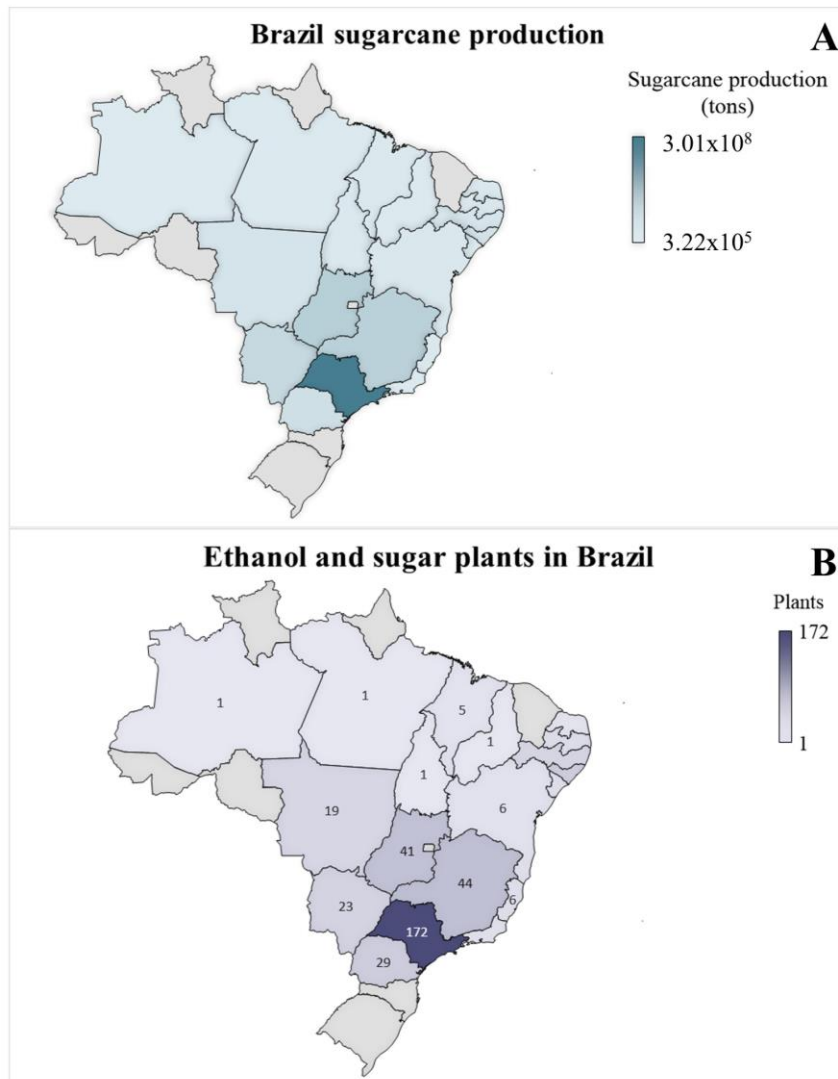 Brazil sugarcane production
A
Sugarcane production
(tons)
3.01x10⁸
3.22x10⁵
Ethanol and sugar plants in Brazil
B
Plants
172
1
1
1
5
1
1
19
6
41
44
6
23
172
29